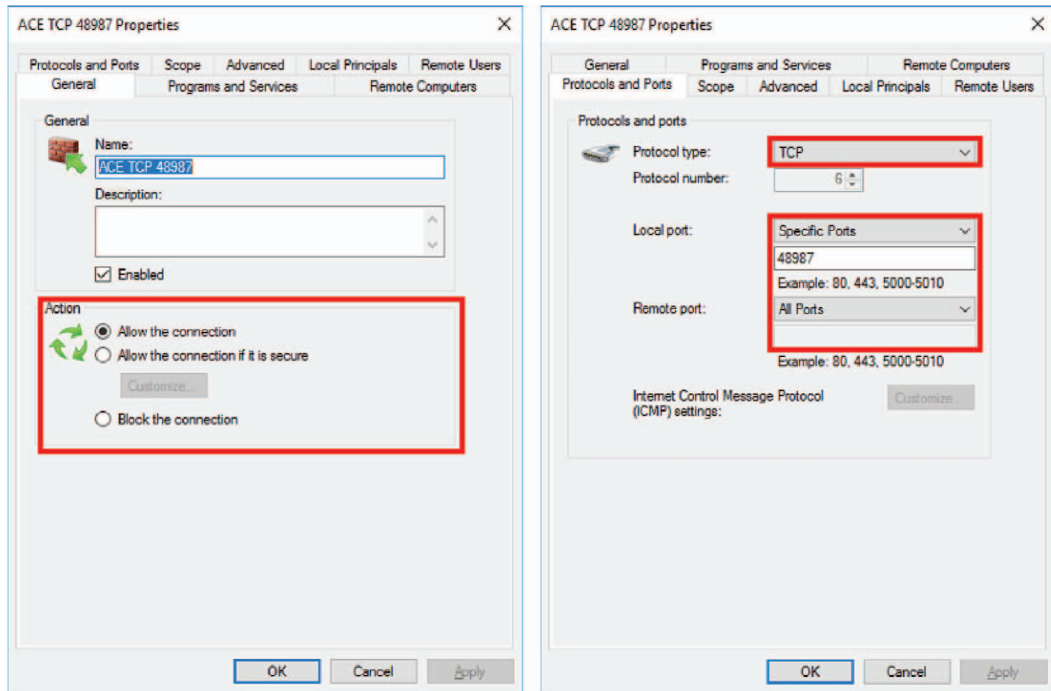 ACE TCP 48987 Properties
Protocols and Ports Scope Advanced Local Principals Remote Users
General Programs and Services Remote Computers
General
Name:
ACE TCP 48987
Description:
Enabled
Action
Allow the connection
Allow the connection if it is secure
Customize...
Block the connection
OK Cancel Apply
ACE TCP 48987 Properties
General Programs and Services Remote Computers
Protocols and Ports Scope Advanced Local Principals Remote Users
Protocols and ports
Protocol type: TCP
Protocol number: 6
Local port: Specific Ports
48987
Example: 80, 443, 5000-5010
Remote port: All Ports
Example: 80, 443, 5000-5010
Internet Control Message Protocol Customize...
(ICMP) settings:
OK Cancel Apply